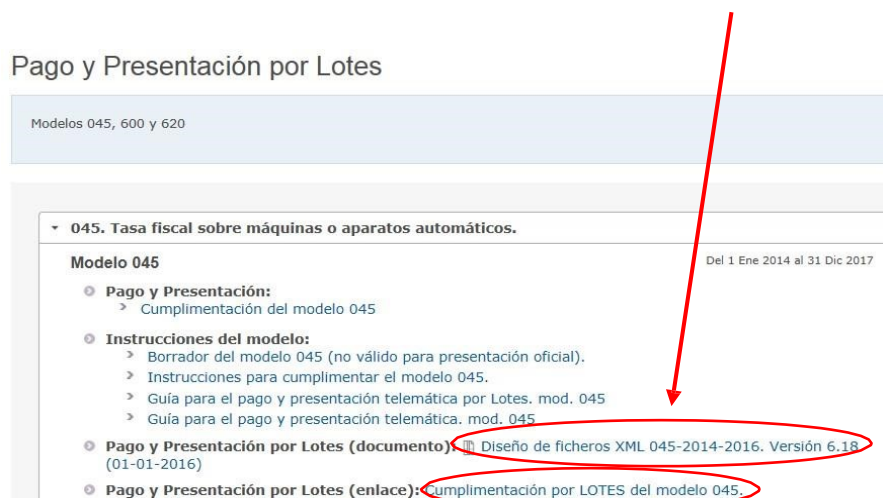 Pago y Presentación por Lotes
Modelos 045, 600 y 620
045. Tasa fiscal sobre máquinas o aparatos automáticos.
Modelo 045 Del 1 Ene 2014 al 31 Dic 2017
Pago y Presentación:
Cumplimentación del modelo 045
Instrucciones del modelo:
Borrador del modelo 045 (no válido para presentación oficial).
Instrucciones para cumplimentar el modelo 045.
Guía para el pago y presentación telemática por Lotes. mod. 045
Guía para el pago y presentación telemática. mod. 045
Pago y Presentación por Lotes (documento): Diseño de ficheros XML 045-2014-2016. Versión 6.18
(01-01-2016)
Pago y Presentación por Lotes (enlace): Cumplimentación por LOTES del modelo 045.